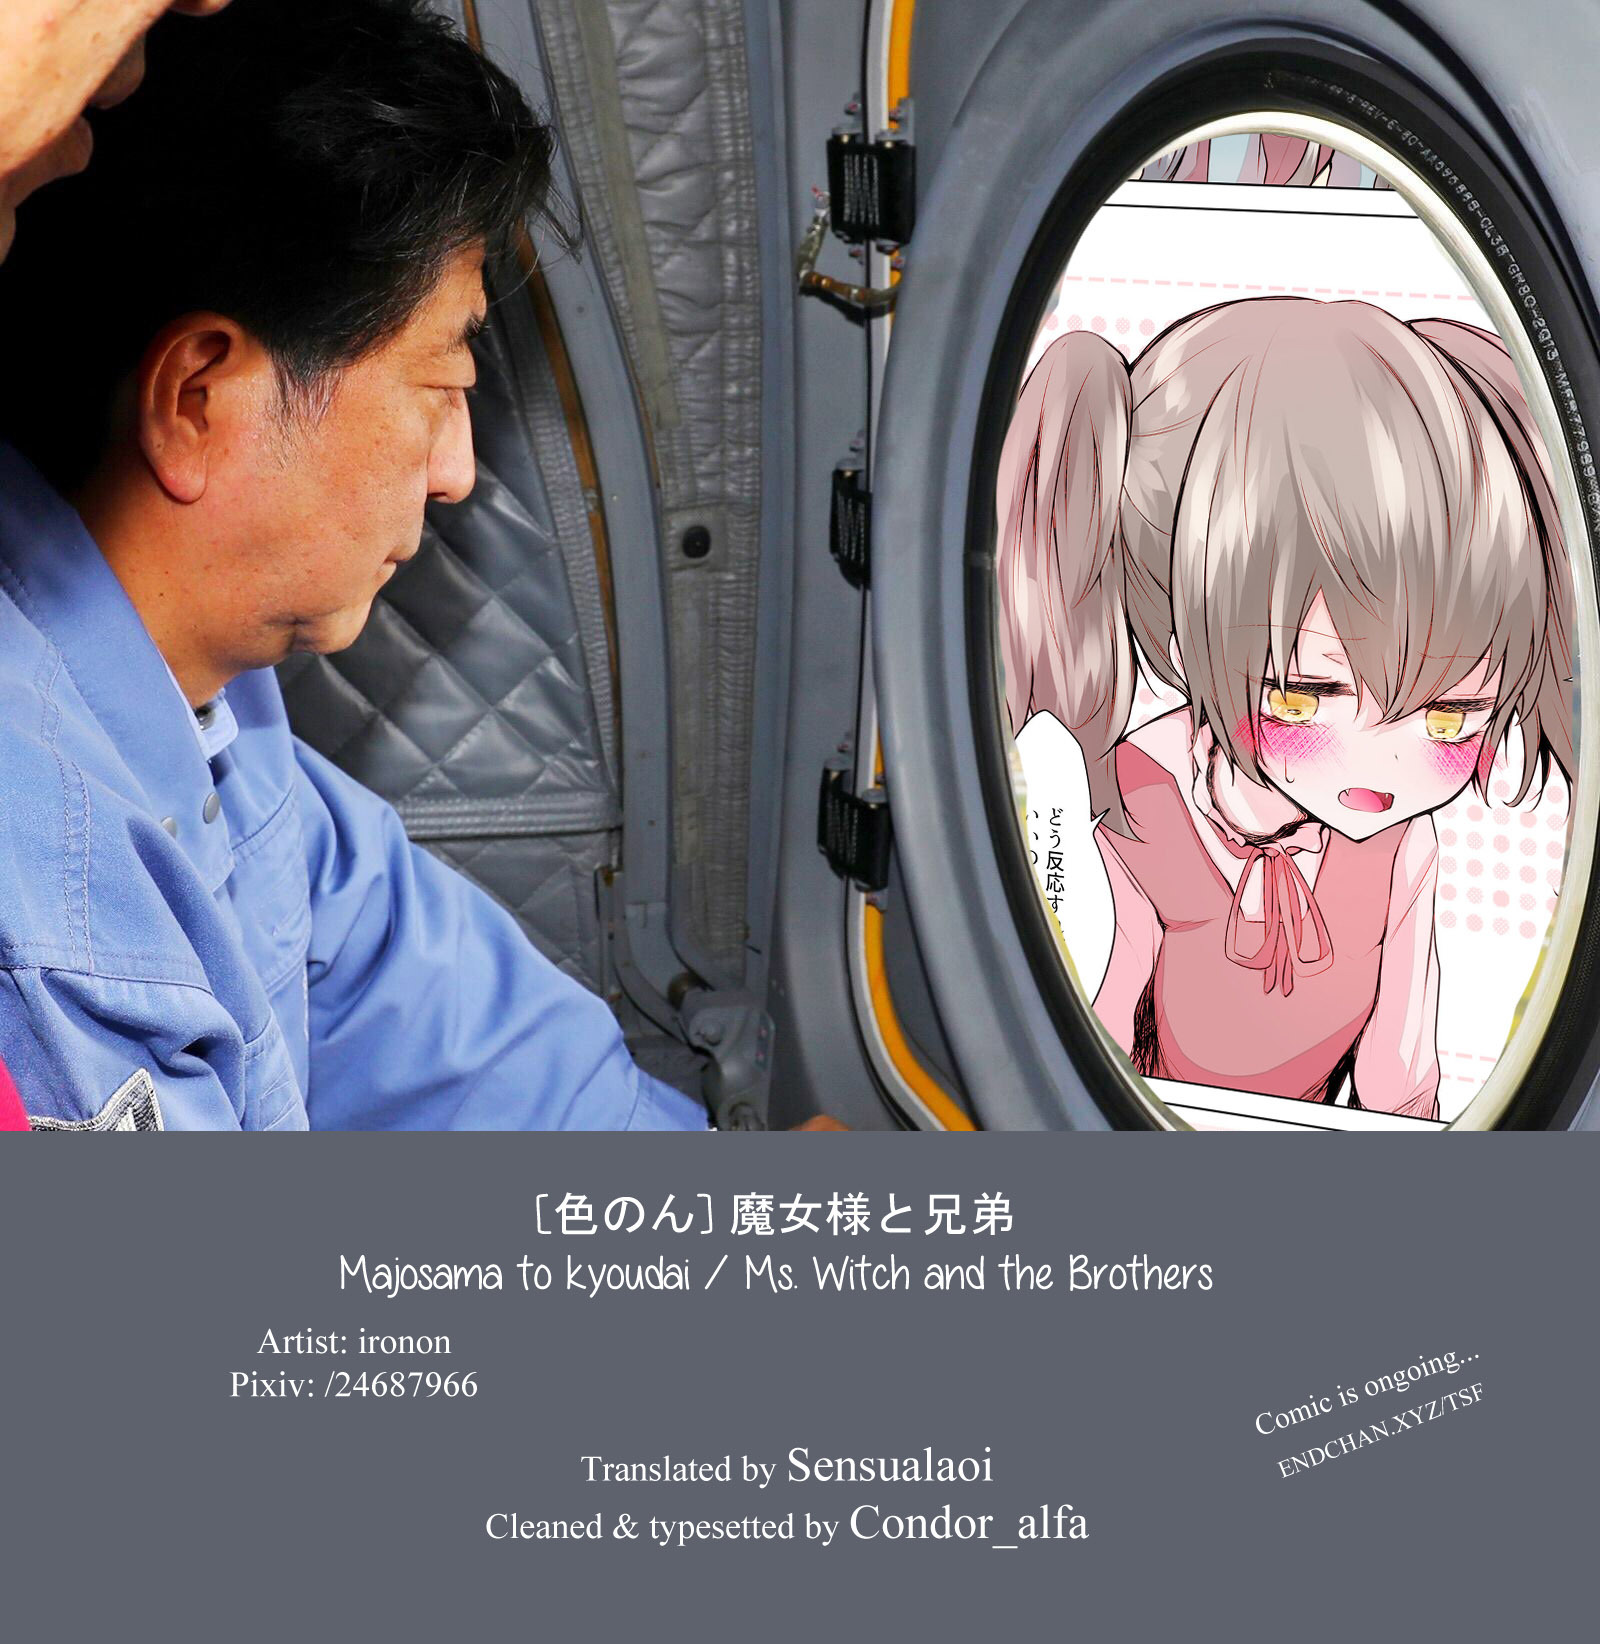 どう反応す
いいの
[色のん] 魔女様と兄弟
Majosama to kyoudai / Ms. Witch and the Brothers
Artist: ironon
Pixiv: /24687966
Comic is ongoing...
ENDCHAN.XYZ/TSF
Translated by Sensualaoi
Cleaned & typesetted by Condor_alfa